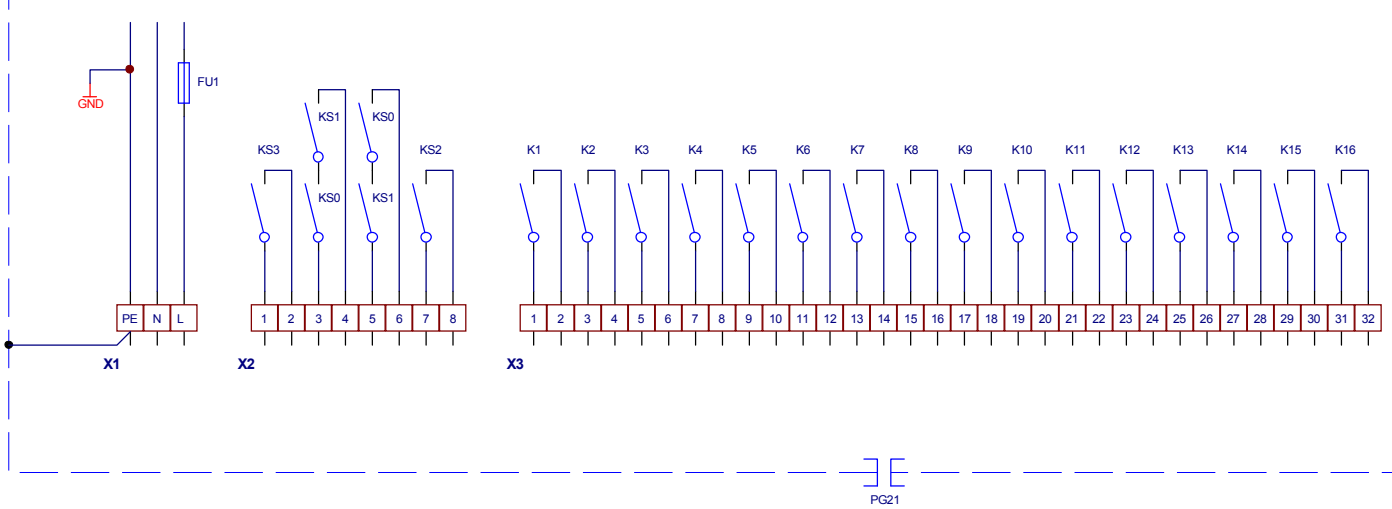 FU1
GND
KS1 KS0
KS3 KS2 K1 K2 K3 K4 K5 K6 K7 K8 K9 K10 K11 K12 K13 K14 K15 K16
KS0 KS1
PE N L 1 2 3 4 5 6 7 8 1 2 3 4 5 6 7 8 9 10 11 12 13 14 15 16 17 18 19 20 21 22 23 24 25 26 27 28 29 30 31 32
X1 X2 X3
PG21